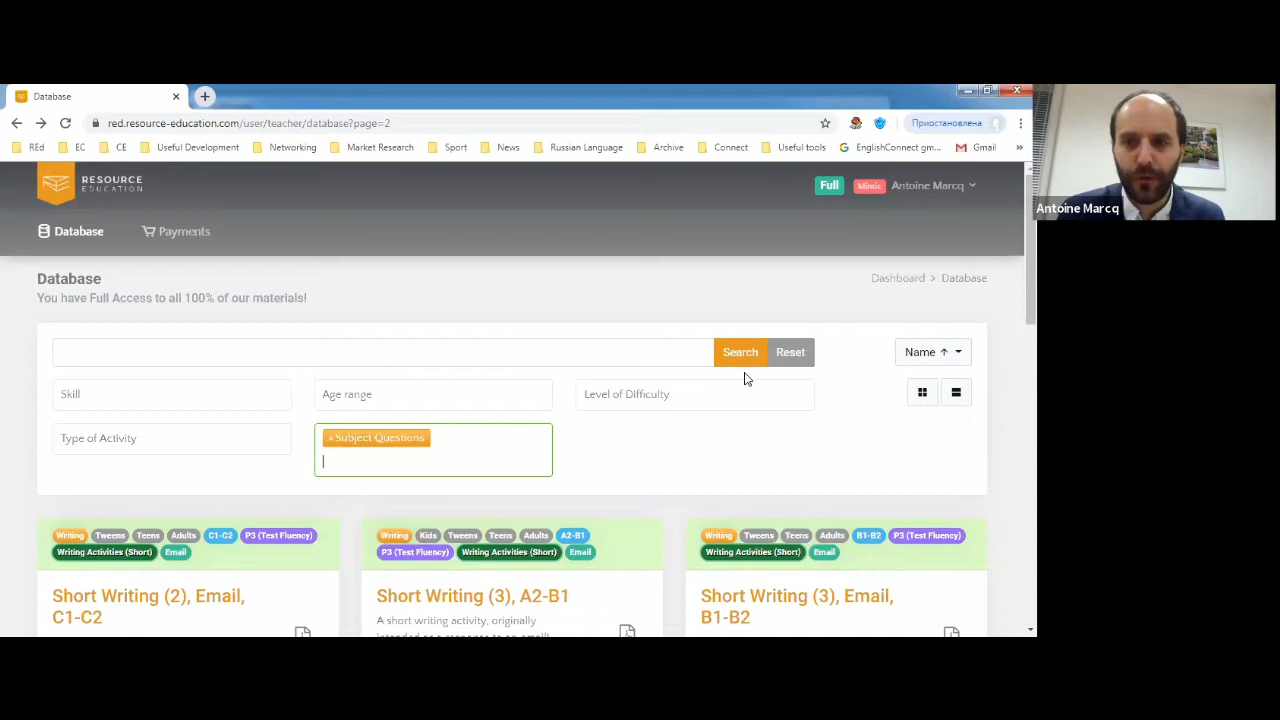 Database
red.resource-education.com/user/teacher/database?page=2
Приостановлена
REd EC CE Useful Development Networking Market Research Sport News Russian Language Archive Connect Useful tools EnglishConnect gm... Gmail »
RESOURCE
EDUCATION
Full Mimic Antoine Marcq
Antoine Marcq
Database Payments
Database
Dashboard > Database
You have Full Access to all 100% of our materials!
Search Reset Name ↑
Skill Age range Level of Difficulty
Type of Activity × Subject Questions
Writing Tweens Teens Adults C1-C2 P3 (Test Fluency)
Writing Activities (Short) Email
Short Writing (2), Email,
C1-C2
Writing Kids Tweens Teens Adults A2-B1
P3 (Test Fluency) Writing Activities (Short) Email
Short Writing (3), A2-B1
A short writing activity, originally
intended as a response to an email
Writing Tweens Teens Adults B1-B2 P3 (Test Fluency)
Writing Activities (Short) Email
Short Writing (3), Email,
B1-B2